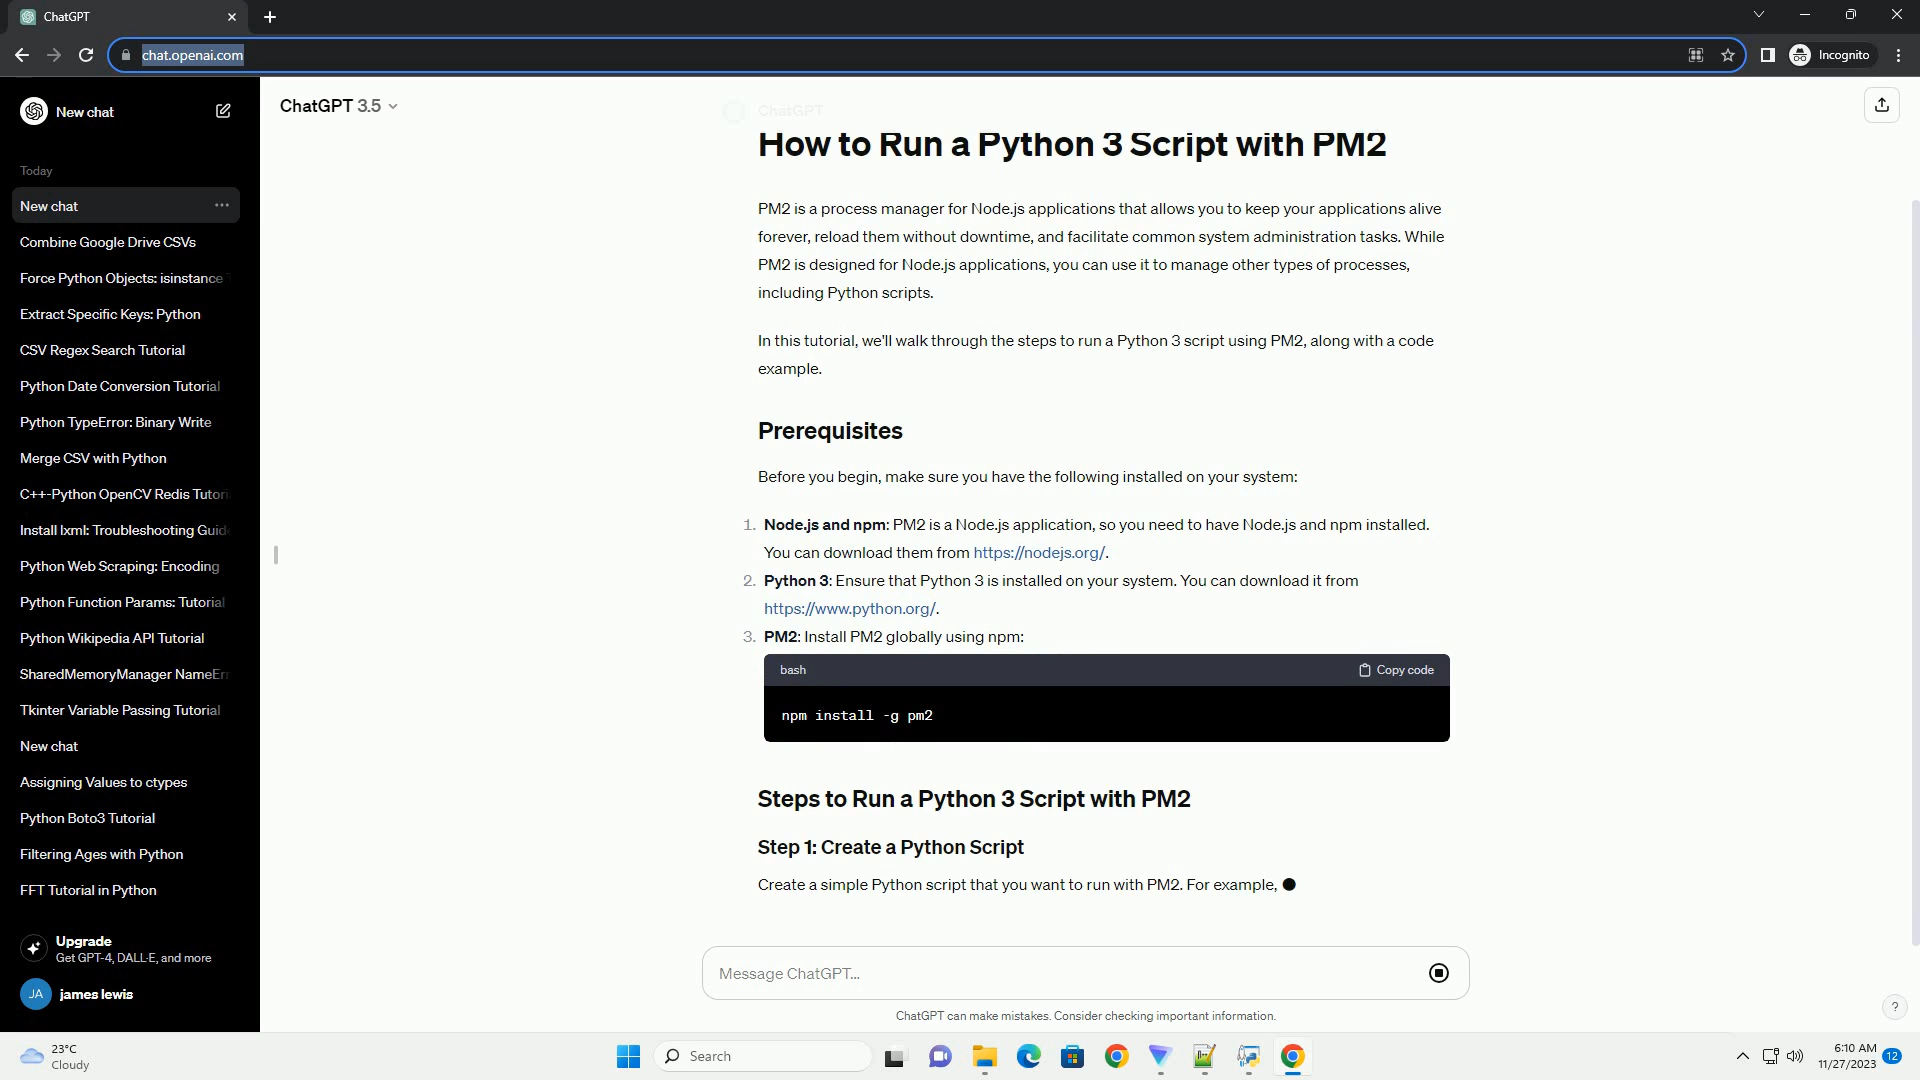 ChatGPT
chat.openai.com
Incognito
New chat
Today
New chat
Combine Google Drive CSVs
Force Python Objects: isinstance
Extract Specific Keys: Python
CSV Regex Search Tutorial
Python Date Conversion Tutorial
Python TypeError: Binary Write
Merge CSV with Python
C++-Python OpenCV Redis Tutori
Install lxml: Troubleshooting Guide
Python Web Scraping: Encoding
Python Function Params: Tutorial
Python Wikipedia API Tutorial
SharedMemoryManager NameErr
Tkinter Variable Passing Tutorial
New chat
Assigning Values to ctypes
Python Boto3 Tutorial
Filtering Ages with Python
FFT Tutorial in Python
Upgrade
Get GPT-4, DALL·E, and more
JA
james lewis
ChatGPT 3.5
ChatGPT
How to Run a Python 3 Script with PM2
PM2 is a process manager for Node.js applications that allows you to keep your applications alive
forever, reload them without downtime, and facilitate common system administration tasks. While
PM2 is designed for Node.js applications, you can use it to manage other types of processes,
including Python scripts.
In this tutorial, we'll walk through the steps to run a Python 3 script using PM2, along with a code
example.
Prerequisites
Before you begin, make sure you have the following installed on your system:
1. Node.js and npm: PM2 is a Node.js application, so you need to have Node.js and npm installed.
You can download them from https://nodejs.org/.
2. Python 3: Ensure that Python 3 is installed on your system. You can download it from
https://www.python.org/.
3. PM2: Install PM2 globally using npm:
bash
Copy code
npm install -g pm2
Steps to Run a Python 3 Script with PM2
Step 1: Create a Python Script
Create a simple Python script that you want to run with PM2. For example,
Message ChatGPT...
ChatGPT can make mistakes. Consider checking important information.
?
23°C
Cloudy
Search
6:10 AM
11/27/2023
12